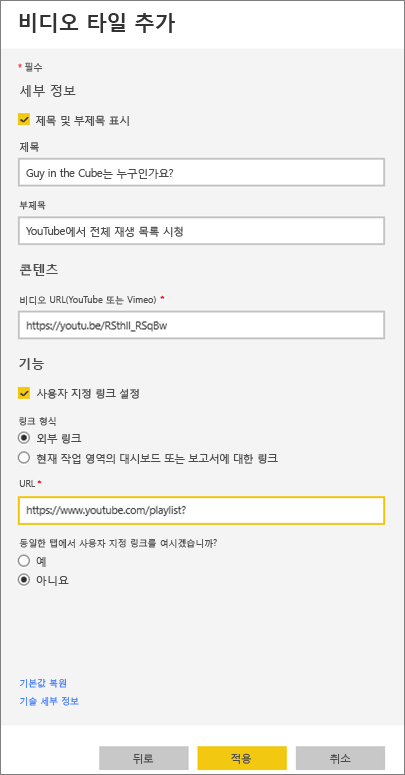 비디오 타일 추가
* 필수
세부 정보
제목 및 부제목 표시
제목
Guy in the Cube는 누구인가요?
부제목
YouTube에서 전체 재생 목록 시청
콘텐츠
비디오 URL(YouTube 또는 Vimeo) *
https://youtu.be/RSthlI_RSqBw
기능
사용자 지정 링크 설정
링크 형식
외부 링크
현재 작업 영역의 대시보드 또는 보고서에 대한 링크
URL *
https://www.youtube.com/playlist?
동일한 탭에서 사용자 지정 링크를 여시겠습니까?
예
아니요
기본값 복원
기술 세부 정보
뒤로 적용 취소